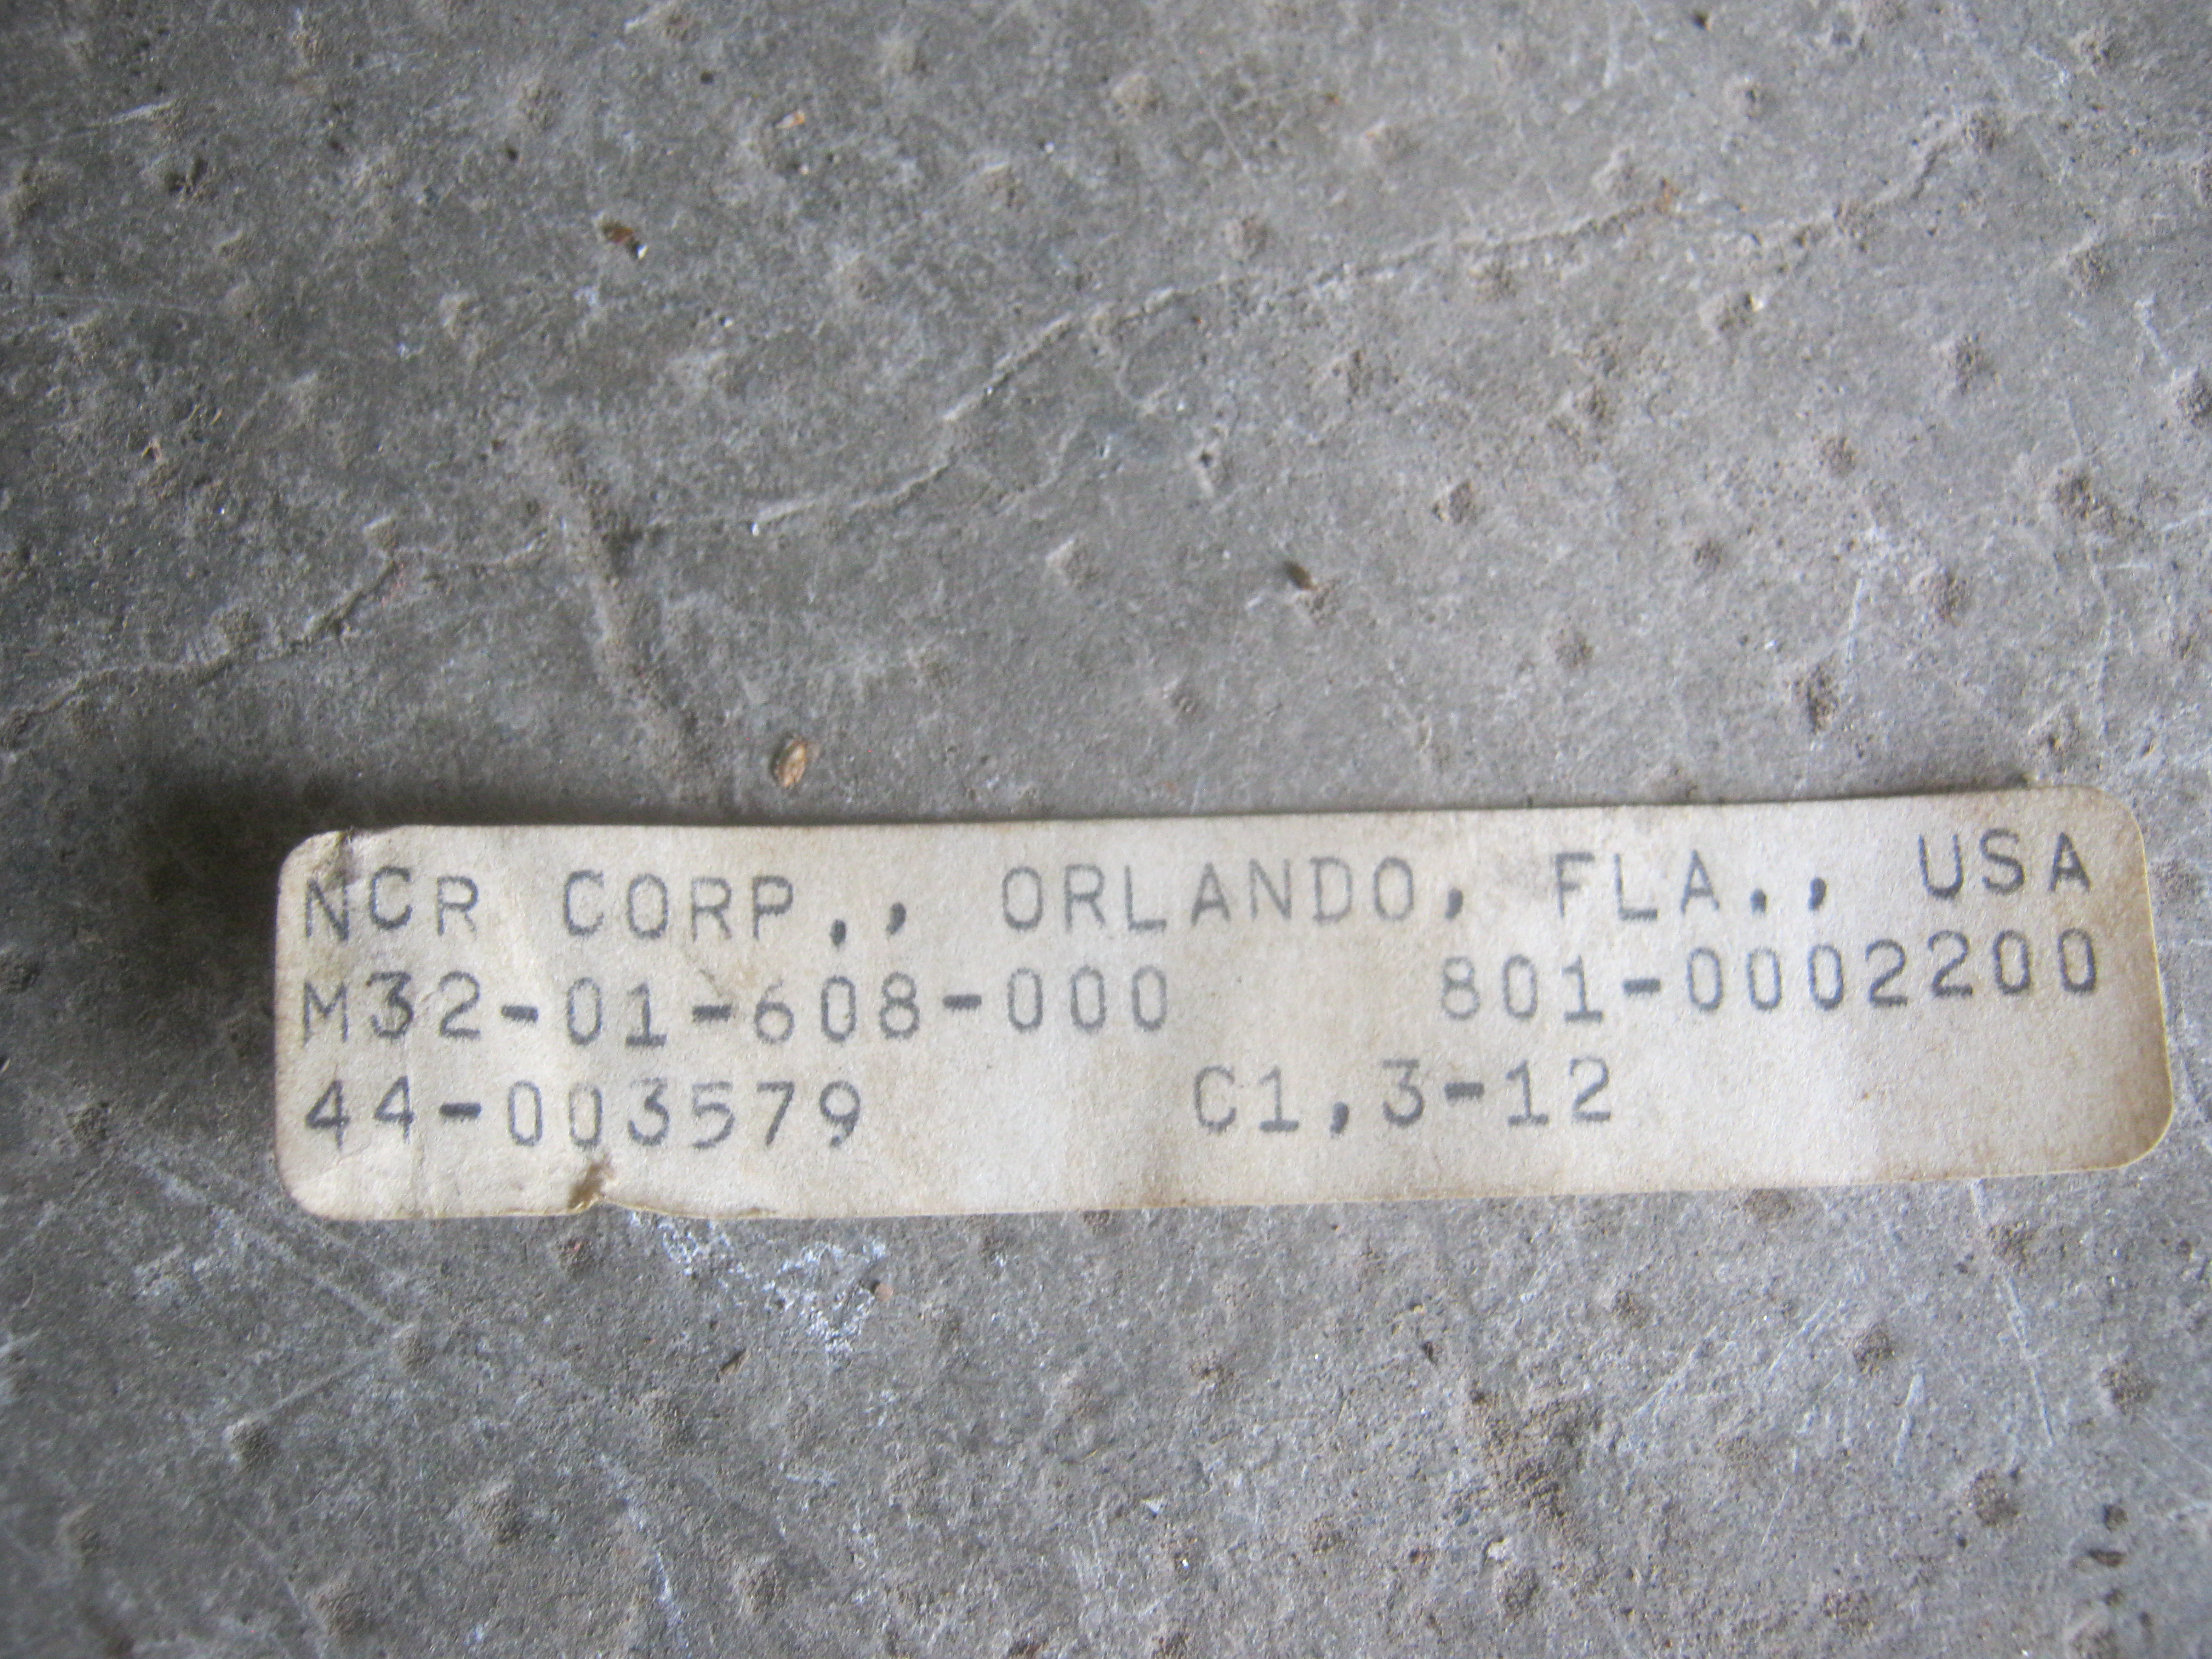 NCR CORP., ORLANDO, FLA., USA
M32-01-608-000 801-0002200
44-003579 C1,3-12